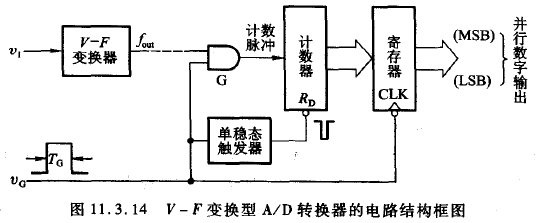 v_I
V-F
变换器
f_out
G
计数
脉冲
计数器
R_D
寄存器
CLK
(MSB)
(LSB)
并行数字输出
单稳态
触发器
T_G
v_G
图 11.3.14 V-F 变换型 A/D 转换器的电路结构框图